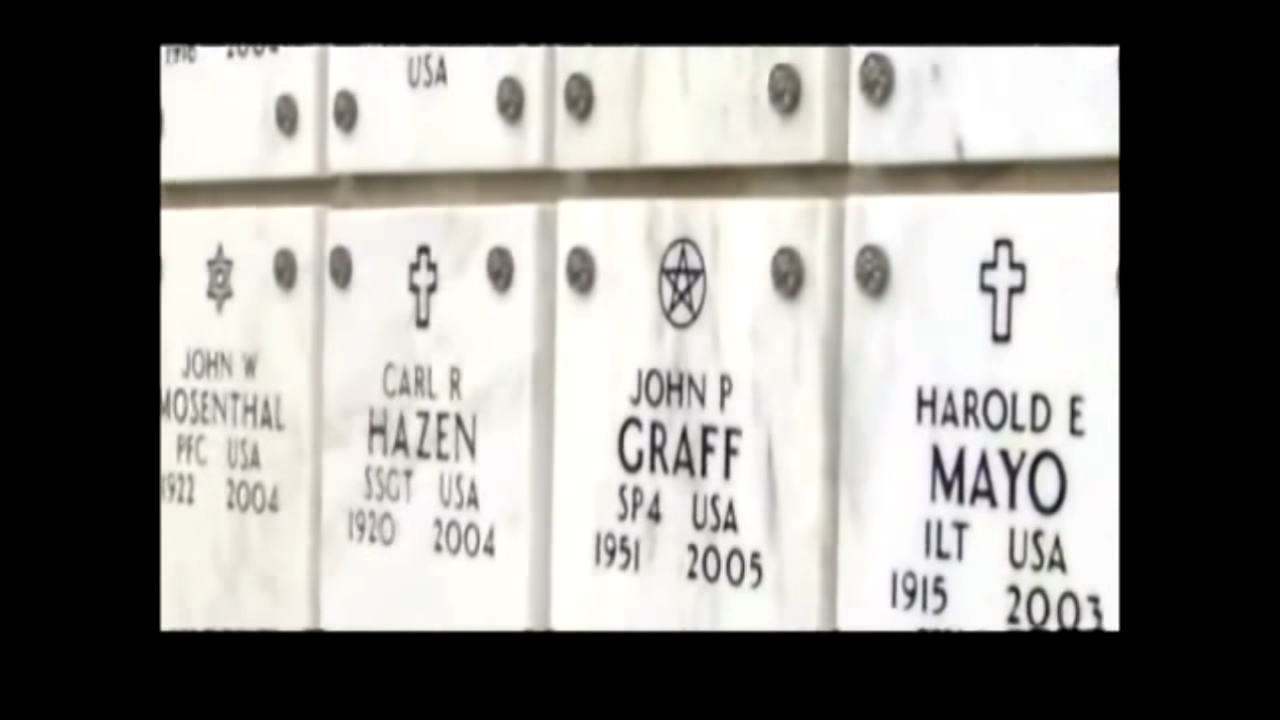 2004
USA
JOHN W
MOSENTHAL
PFC USA
1922 2004
CARL R
HAZEN
SSGT USA
1920 2004
JOHN P
GRAFF
SP4 USA
1951 2005
HAROLD E
MAYO
1LT USA
1915 2003